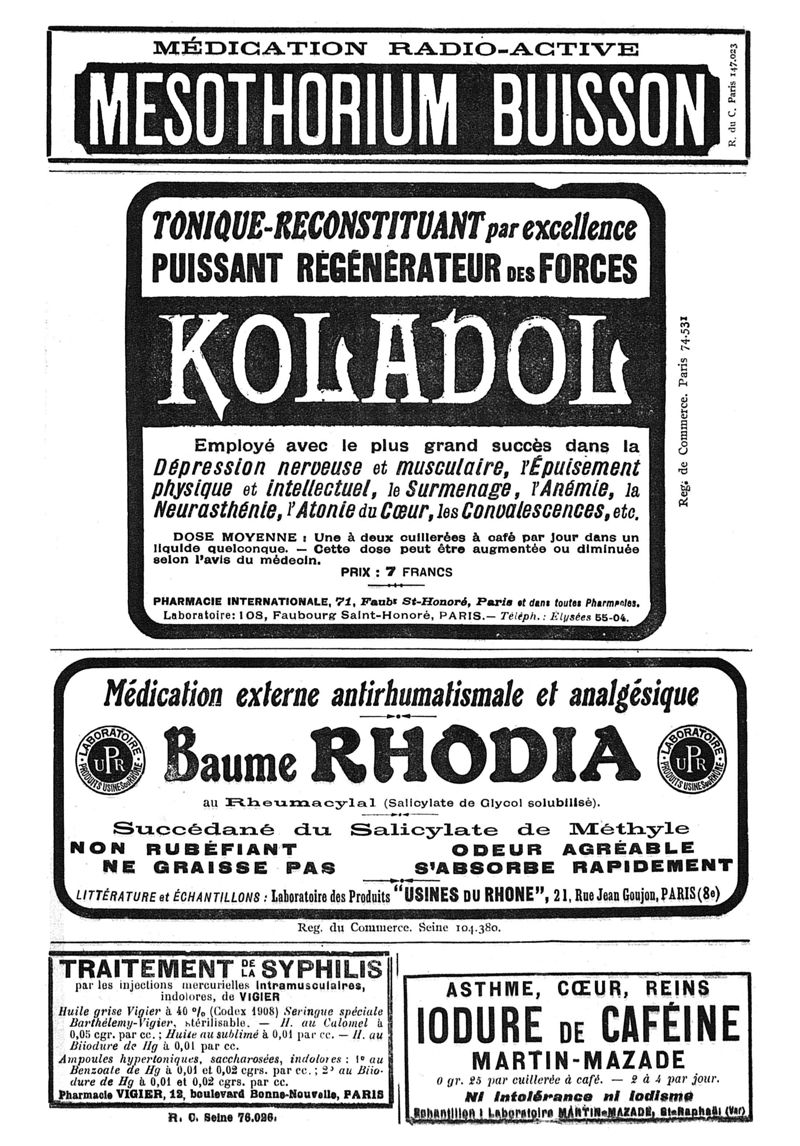 MÉDICATION RADIO-ACTIVE
MESOTHORIUM BUISSON
R. du C. Paris 147.023
TONIQUE-RECONSTITUANT par excellence
PUISSANT RÉGÉNÉRATEUR DES FORCES
KOLADOL
Employé avec le plus grand succès dans la
Dépression nerveuse et musculaire, l'Épuisement
physique et intellectuel, le Surmenage, l'Anémie, la
Neurasthénie, l'Atonie du Cœur, les Convalescences, etc.
DOSE MOYENNE : Une à deux cuillerées à café par jour dans un
liquide quelconque. — Cette dose peut être augmentée ou diminuée
selon l'avis du médecin.
PRIX : 7 FRANCS
PHARMACIE INTERNATIONALE, 71, Faubg St-Honoré, Paris et dans toutes Pharmacies.
Laboratoire: 108, Faubourg Saint-Honoré, PARIS.— Téléph. : Élysées 55-04.
Reg. de Commerce. Paris 74-531
Médication externe antirhumatismale et analgésique
LABORATOIRE
UPR
PRODUITS USINES DU RHONE
Baume RHODIA
LABORATOIRE
UPR
PRODUITS USINES DU RHONE
au Rheumacylal (Salicylate de Glycol solubilisé).
Succédané du Salicylate de Méthyle
NON RUBÉFIANT ODEUR AGRÉABLE
NE GRAISSE PAS S'ABSORBE RAPIDEMENT
LITTÉRATURE et ÉCHANTILLONS : Laboratoire des Produits "USINES DU RHONE", 21, Rue Jean Goujon, PARIS (8e)
Reg. du Commerce. Seine 104.380.
TRAITEMENT DE LA SYPHILIS
par les injections mercurielles intramusculaires,
indolores, de VIGIER
Huile grise Vigier à 40 % (Codex 1908) Seringue spéciale
Barthélemy-Vigier, stérilisable. — H. au Calomel à
0,05 cgr. par cc. ; Huile au sublimé à 0,01 par cc. — H. au
Biiodure de Hg à 0,01 par cc.
Ampoules hypertoniques, saccharosées, indolores : 1° au
Benzoate de Hg à 0,01 et 0,02 cgrs. par cc. ; 2° au Biio-
dure de Hg à 0,01 et 0,02 cgrs. par cc.
Pharmacie VIGIER, 12, boulevard Bonne-Nouvelle, PARIS
R. C. Seine 76.026.
ASTHME, CŒUR, REINS
IODURE DE CAFÉINE
MARTIN-MAZADE
0 gr. 25 par cuillerée à café. — 2 à 4 par jour.
Ni intolérance ni iodisme
Echantillon : Laboratoire MARTIN-MAZADE, St-Raphaël (Var)